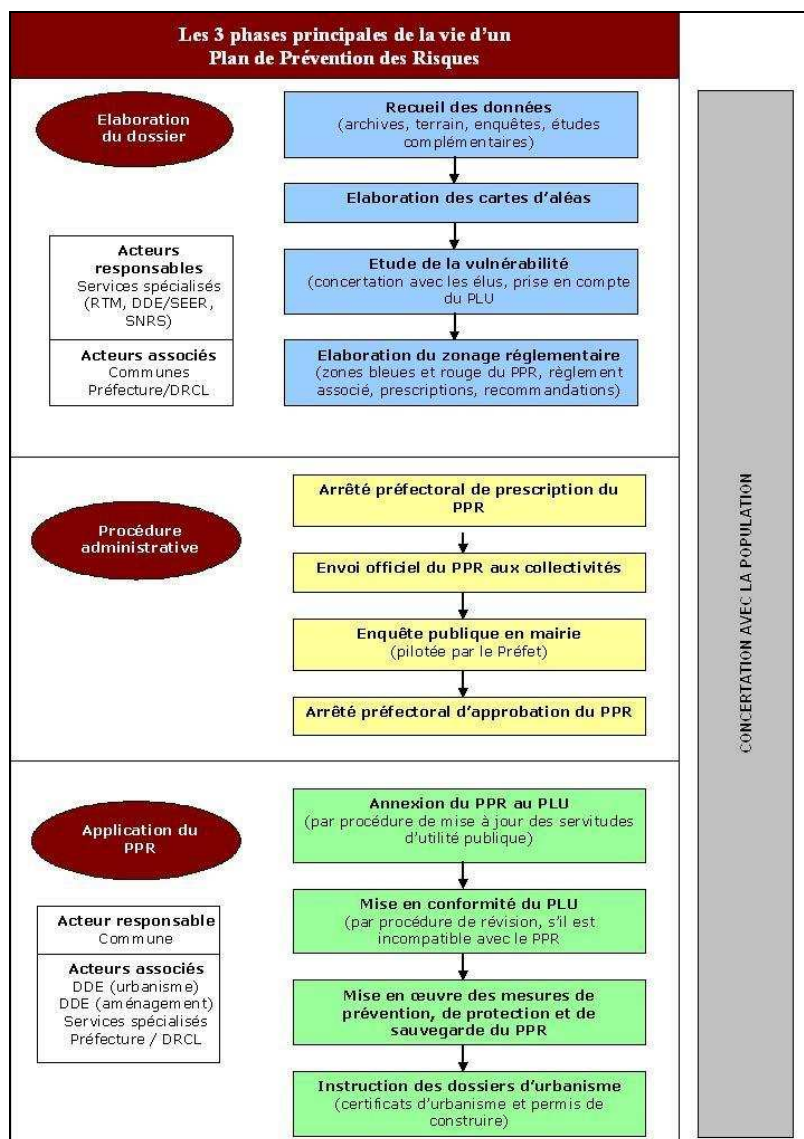 Les 3 phases principales de la vie d'un
Plan de Prévention des Risques
Elaboration
du dossier
Recueil des données
(archives, terrain, enquêtes, études
complémentaires)
Elaboration des cartes d'aléas
Acteurs
responsables
Services spécialisés
(RTM, DDE/SEER,
SNRS)
Acteurs associés
Communes
Préfecture/DRCL
Etude de la vulnérabilité
(concertation avec les élus, prise en compte
du PLU
Elaboration du zonage réglementaire
(zones bleues et rouge du PPR, règlement
associé, prescriptions, recommandations)
Procédure
administrative
Arrêté préfectoral de prescription du
PPR
Envoi officiel du PPR aux collectivités
Enquête publique en mairie
(pilotée par le Préfet)
Arrêté préfectoral d'approbation du PPR
Application du
PPR
Annexion du PPR au PLU
(par procédure de mise à jour des servitudes
d'utilité publique)
Acteur responsable
Commune
Acteurs associés
DDE (urbanisme)
DDE (aménagement)
Services spécialisés
Préfecture / DRCL
Mise en conformité du PLU
(par procédure de révision, s'il est
incompatible avec le PPR
Mise en œuvre des mesures de
prévention, de protection et de
sauvegarde du PPR
Instruction des dossiers d'urbanisme
(certificats d'urbanisme et permis de
construire)
CONCERTATION AVEC LA POPULATION